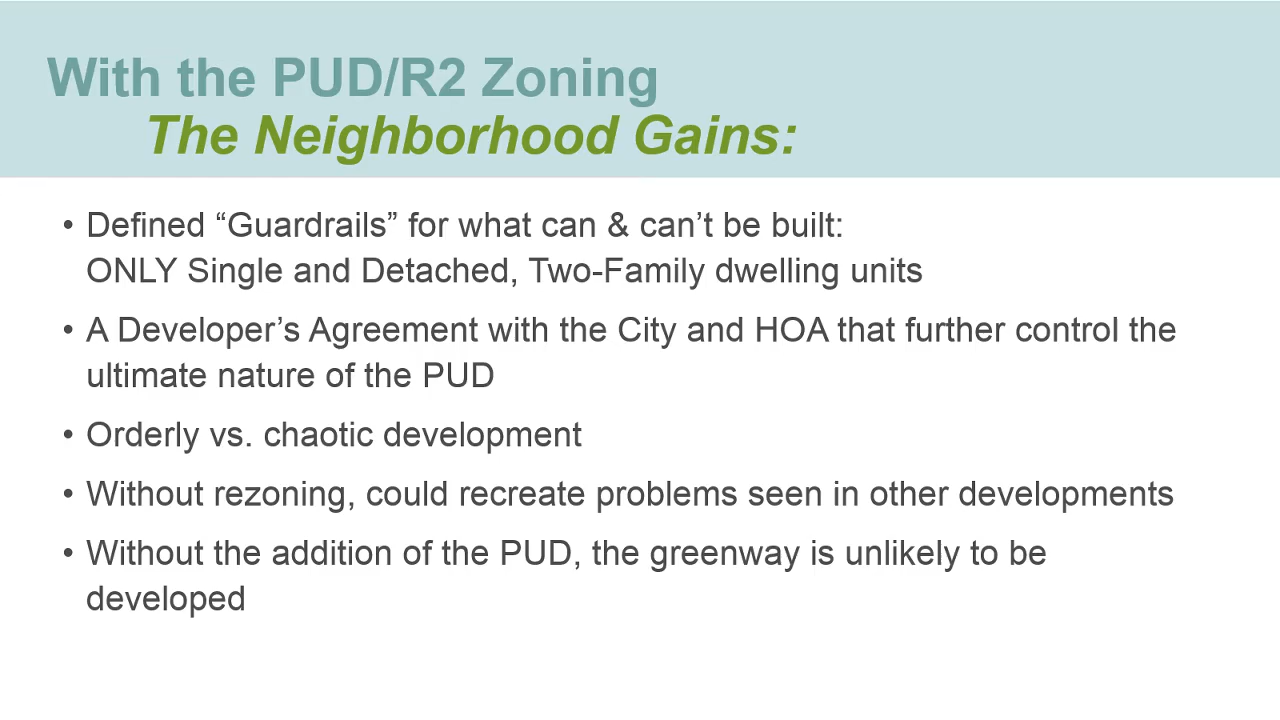 With the PUD/R2 Zoning
The Neighborhood Gains:
• Defined “Guardrails” for what can & can’t be built:
ONLY Single and Detached, Two-Family dwelling units
• A Developer’s Agreement with the City and HOA that further control the
ultimate nature of the PUD
• Orderly vs. chaotic development
• Without rezoning, could recreate problems seen in other developments
• Without the addition of the PUD, the greenway is unlikely to be
developed